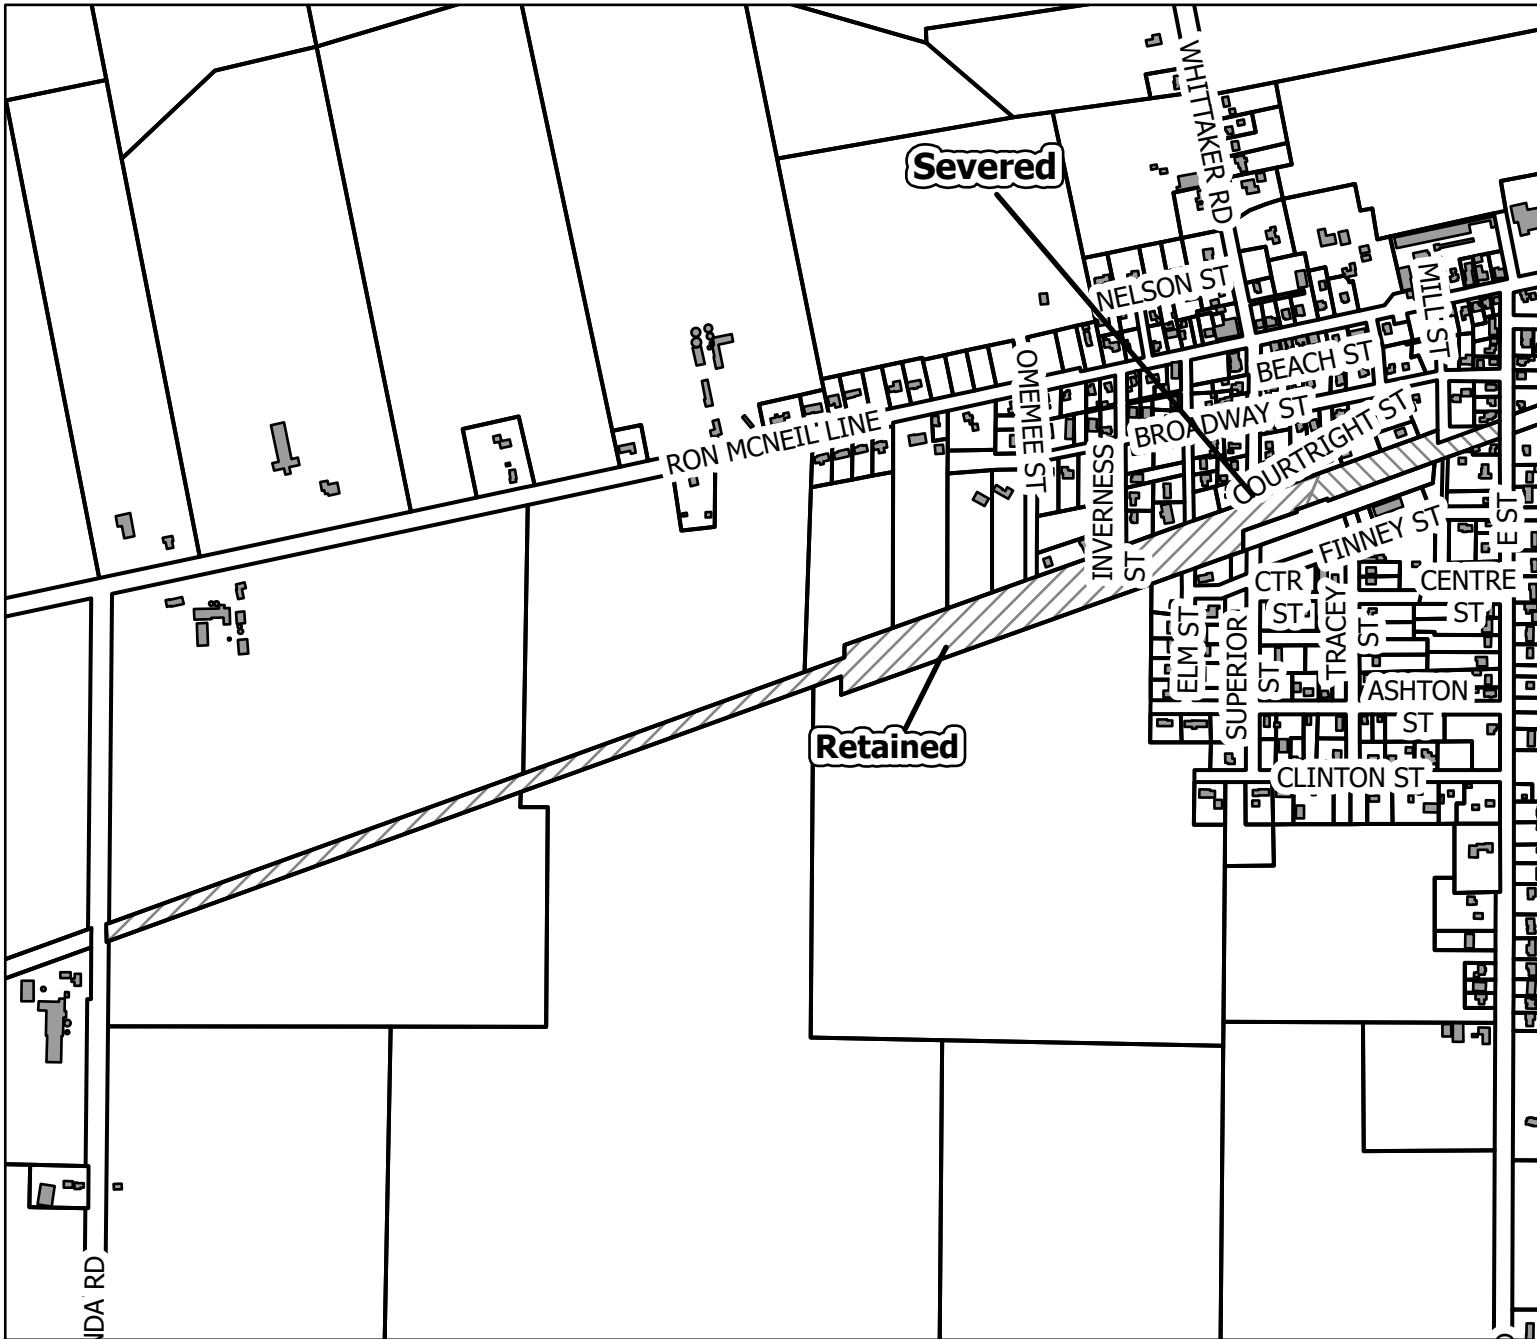 WHITTAKER RD
Severed
NELSON ST
MILL ST
BEACH ST
OMEMEE ST
BROADWAY ST
COURTRIGHT ST
RON MCNEIL LINE
INVERNESS
ST
FINNEY ST
E ST
CTR
ST
CENTRE
ST
ELM ST
SUPERIOR
ST
TRACEY
ST
ASHTON
ST
Retained
CLINTON ST
NDA RD